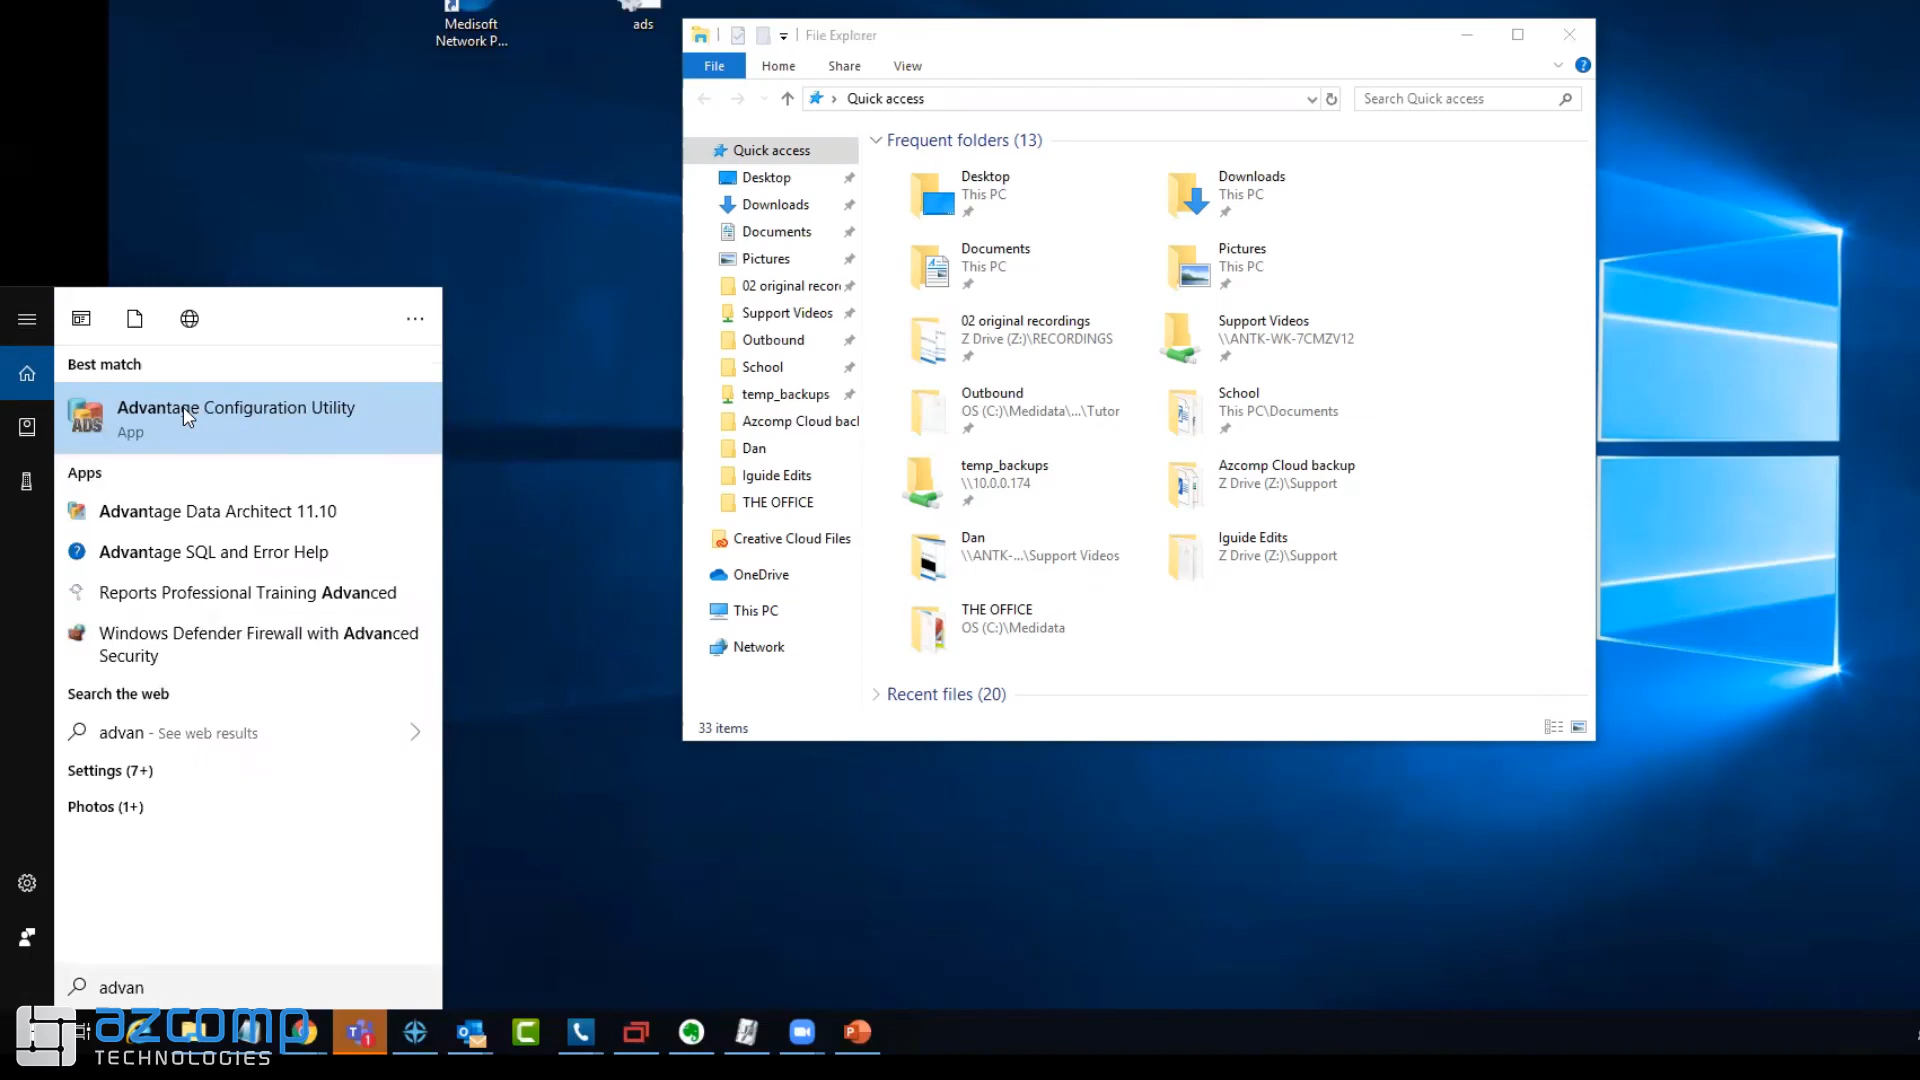 Medisoft
Network P...
ads
File Explorer
File
Home
Share
View
Quick access
Search Quick access
Quick access
Desktop
Downloads
Documents
Pictures
02 original recor
Support Videos
Outbound
School
temp_backups
Azcomp Cloud bacl
Dan
Iguide Edits
THE OFFICE
Creative Cloud Files
OneDrive
This PC
Network
Frequent folders (13)
Desktop
This PC
Downloads
This PC
Documents
This PC
Pictures
This PC
02 original recordings
Z Drive (Z:)\RECORDINGS
Support Videos
\\ANTK-WK-7CMZV12
Outbound
OS (C:)\Medidata\...\Tutor
School
This PC\Documents
temp_backups
\\10.0.0.174
Azcomp Cloud backup
Z Drive (Z:)\Support
Dan
\\ANTK-...\Support Videos
Iguide Edits
Z Drive (Z:)\Support
THE OFFICE
OS (C:)\Medidata
Recent files (20)
33 items
Best match
Advantage Configuration Utility
App
ADS
Apps
Advantage Data Architect 11.10
Advantage SQL and Error Help
Reports Professional Training Advanced
Windows Defender Firewall with Advanced
Security
Search the web
advan - See web results
Settings (7+)
Photos (1+)
advan
azcomp
TECHNOLOGIES